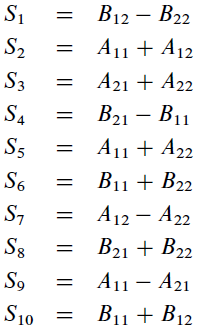 S₁ = B₁₂ − B₂₂
S₂ = A₁₁ + A₁₂
S₃ = A₂₁ + A₂₂
S₄ = B₂₁ − B₁₁
S₅ = A₁₁ + A₂₂
S₆ = B₁₁ + B₂₂
S₇ = A₁₂ − A₂₂
S₈ = B₂₁ + B₂₂
S₉ = A₁₁ − A₂₁
S₁₀ = B₁₁ + B₁₂